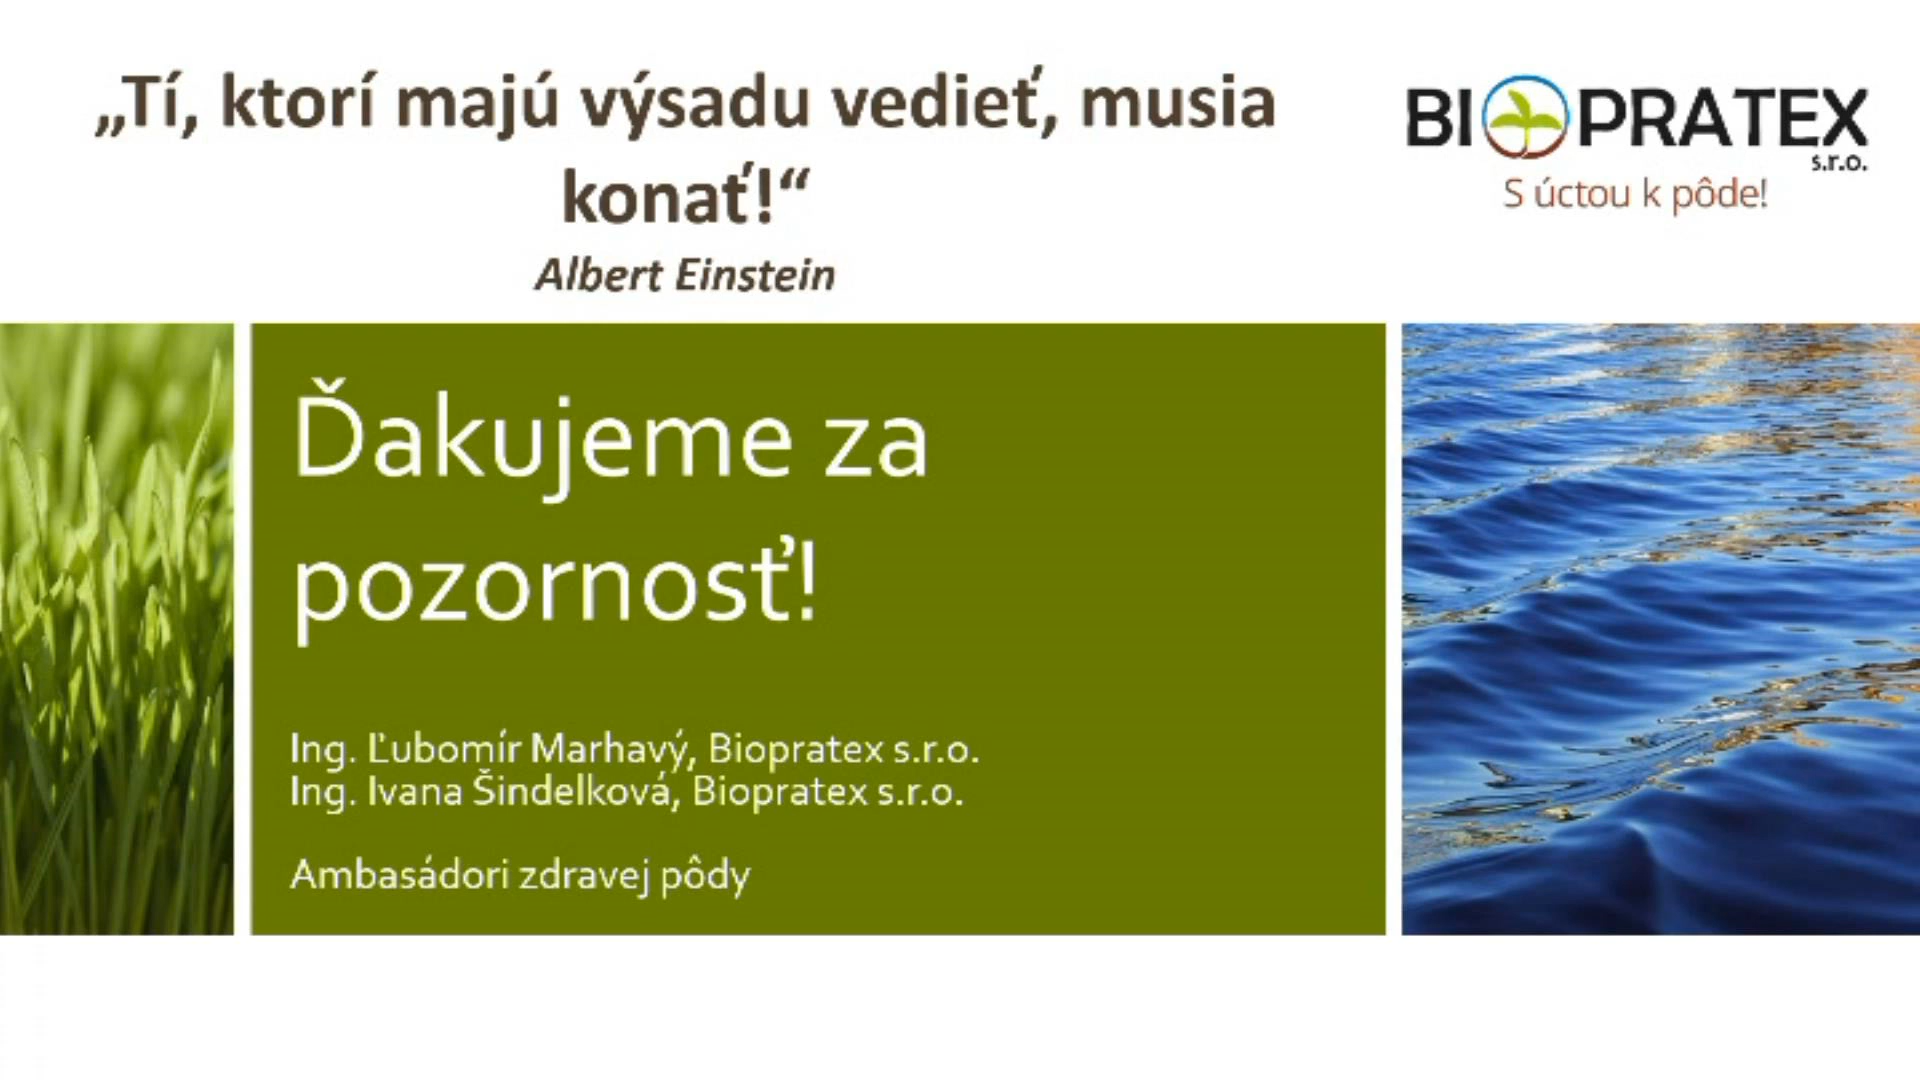 „Tí, ktorí majú výsadu vedieť, musia
konať!“
Albert Einstein
BIOPRATEX
s.r.o.
S úctou k pôde!
Ďakujeme za
pozornosť!
Ing. Ľubomír Marhavý, Biopratex s.r.o.
Ing. Ivana Šindelková, Biopratex s.r.o.
Ambasádori zdravej pôdy